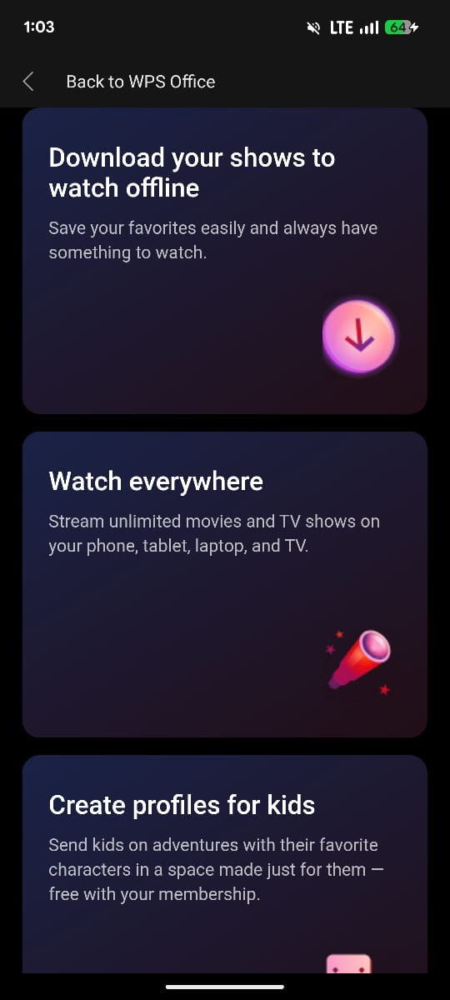 1:03
LTE
64
Back to WPS Office
Download your shows to
watch offline
Save your favorites easily and always have
something to watch.
Watch everywhere
Stream unlimited movies and TV shows on
your phone, tablet, laptop, and TV.
Create profiles for kids
Send kids on adventures with their favorite
characters in a space made just for them —
free with your membership.